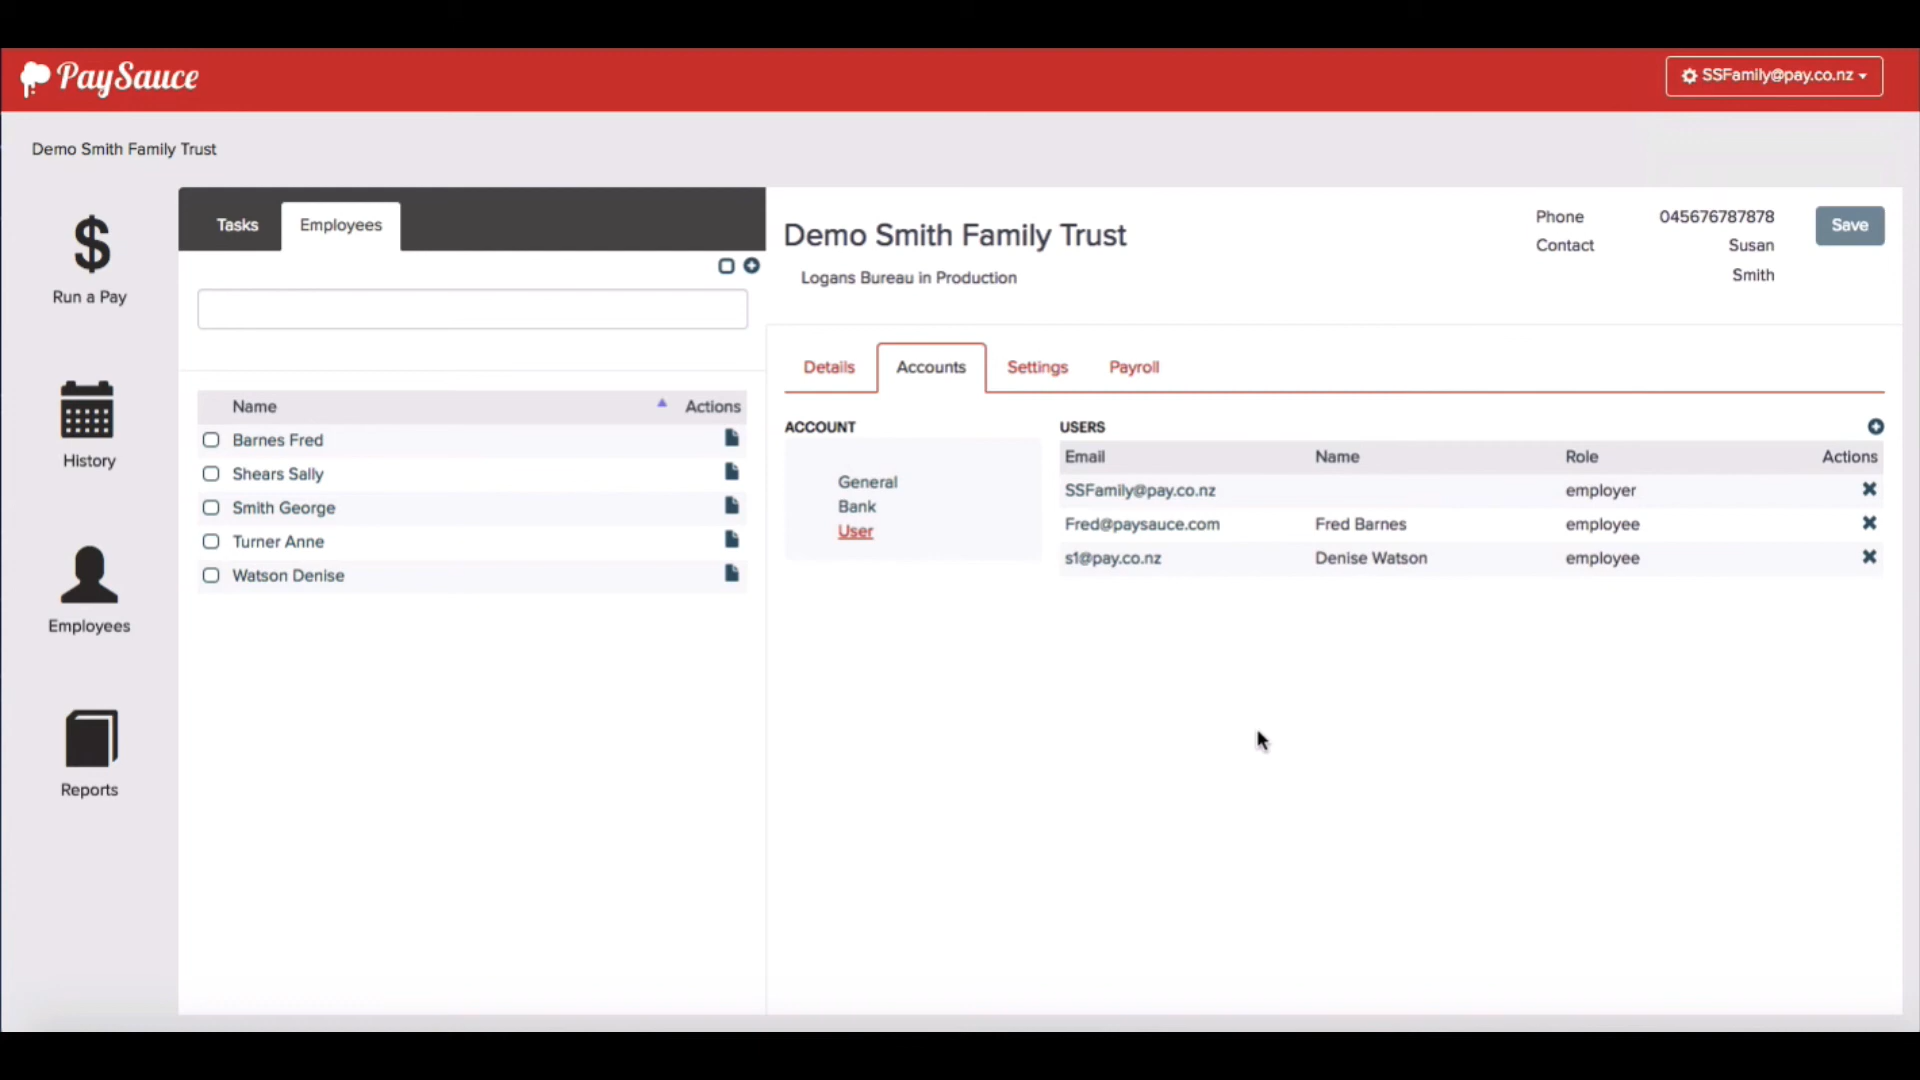 PaySauce
SSFamily@pay.co.nz
Demo Smith Family Trust
Run a Pay
History
Employees
Reports
Tasks
Employees
Name
Actions
Barnes Fred
Shears Sally
Smith George
Turner Anne
Watson Denise
Demo Smith Family Trust
Logans Bureau in Production
Phone 045676787878
Contact Susan
Smith
Save
Details Accounts Settings Payroll
ACCOUNT
General
Bank
User
USERS
Email Name Role Actions
SSFamily@pay.co.nz employer
Fred@paysauce.com Fred Barnes employee
s1@pay.co.nz Denise Watson employee